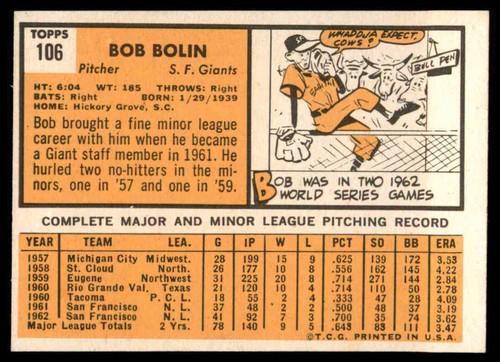 TOPPS
106
BOB BOLIN
Pitcher S. F. Giants
HT: 6:04 WT: 185 THROWS: Right
BATS: Right BORN: 1/29/1939
HOME: Hickory Grove, S.C.
Bob brought a fine minor league
career with him when he became
a Giant staff member in 1961. He
hurled two no-hitters in the mi-
nors, one in '57 and one in '59.
WHADDJA EXPECT,
COWS?
BULL PEN
SF
GIANTS
BOB WAS IN TWO 1962
WORLD SERIES GAMES
COMPLETE MAJOR AND MINOR LEAGUE PITCHING RECORD
YEAR TEAM LEA. G IP W L PCT SO BB ERA
1957 Michigan City Midwest. 28 199 15 9 .625 139 172 3.53
1958 St. Cloud North. 26 177 10 8 .556 162 145 4.22
1959 Eugene Northwest 31 225 20 8 .714 271 144 2.84
1960 Rio Grande Val. Texas 21 120 10 4 .714 2.78
1960 Tacoma P. C. L. 18 55 2 4 .333 4.09
1961 San Francisco N. L. 37 48 2 2 .500 48 37 3.19
1962 San Francisco N. L. 41 92 7 3 .700 35 74 3.62
Major League Totals 2 Yrs. 78 140 9 5 .643 83 111 3.47
©T.C.G. PRINTED IN U.S.A.